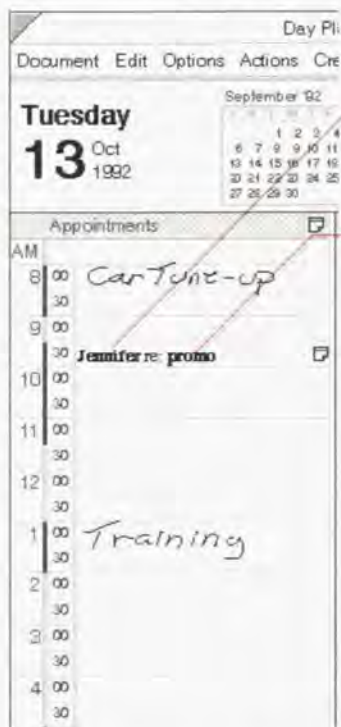 Day Pl
Document Edit Options Actions Cre
Tuesday
13 Oct
1992
September '92
1 2 3 4
6 7 8 9 10 11
13 14 15 16 17 18
20 21 22 23 24 25
27 28 29 30
Appointments
AM
8 00 Car Tune-up
30
9 00
30 Jennifer re: promo
10 00
30
11 00
30
12 00
30
1 00 Training
30
2 00
30
3 00
30
4 00
30